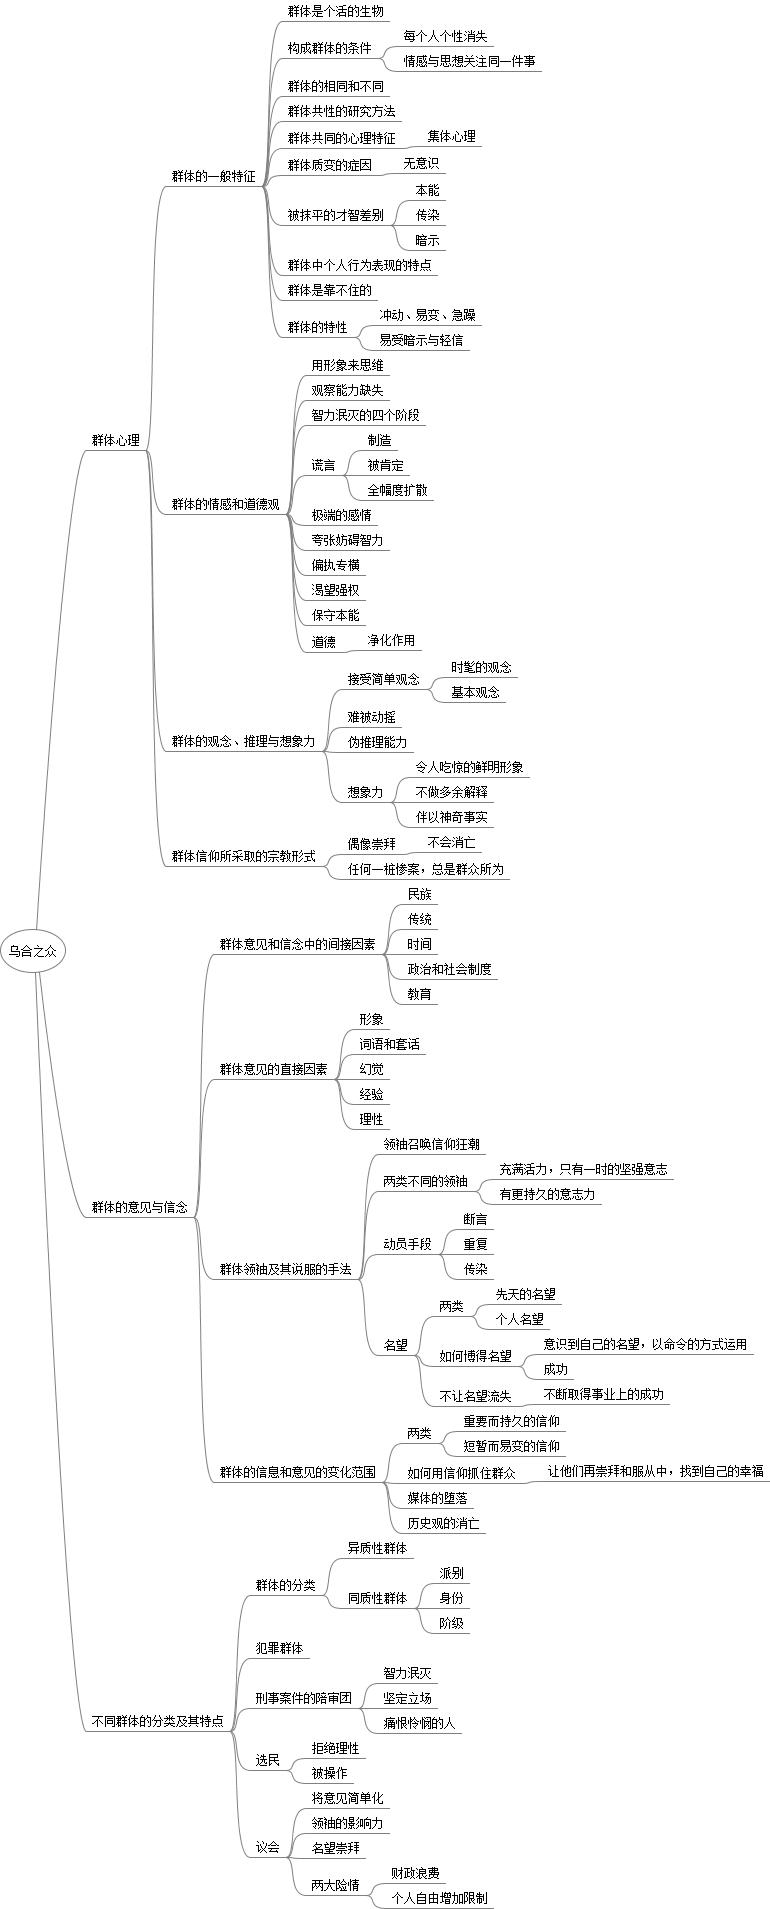 群体是个活的生物
每个人个性消失
构成群体的条件
情感与思想关注同一件事
群体的相同和不同
群体共性的研究方法
群体共同的心理特征
集体心理
群体质变的症因
无意识
群体的一般特征
本能
被抹平的才智差别
传染
暗示
群体中个人行为表现的特点
群体是靠不住的
冲动、易变、急躁
群体的特性
易受暗示与轻信
用形象来思维
观察能力缺失
智力泯灭的四个阶段
群体心理
制造
谎言
被肯定
全幅度扩散
群体的情感和道德观
极端的感情
夸张妨碍智力
偏执专横
渴望强权
保守本能
道德
净化作用
时髦的观念
接受简单观念
基本观念
难被动摇
群体的观念、推理与想象力
伪推理能力
令人吃惊的鲜明形象
想象力
不做多余解释
伴以神奇事实
偶像崇拜
不会消亡
群体信仰所采取的宗教形式
任何一桩惨案，总是群众所为
乌合之众
民族
传统
群体意见和信念中的间接因素
时间
政治和社会制度
教育
形象
词语和套话
群体意见的直接因素
幻觉
经验
理性
领袖召唤信仰狂潮
充满活力，只有一时的坚强意志
两类不同的领袖
有更持久的意志力
群体的意见与信念
断言
动员手段
重复
传染
群体领袖及其说服的手法
先天的名望
两类
个人名望
名望
意识到自己的名望，以命令的方式运用
如何博得名望
成功
不让名望流失
不断取得事业上的成功
重要而持久的信仰
两类
短暂而易变的信仰
群体的信息和意见的变化范围
如何用信仰抓住群众
让他们再崇拜和服从中，找到自己的幸福
媒体的堕落
历史观的消亡
异质性群体
群体的分类
派别
同质性群体
身份
阶级
犯罪群体
智力泯灭
刑事案件的陪审团
坚定立场
痛恨怜悯的人
不同群体的分类及其特点
拒绝理性
选民
被操作
将意见简单化
领袖的影响力
议会
名望崇拜
财政浪费
两大险情
个人自由增加限制